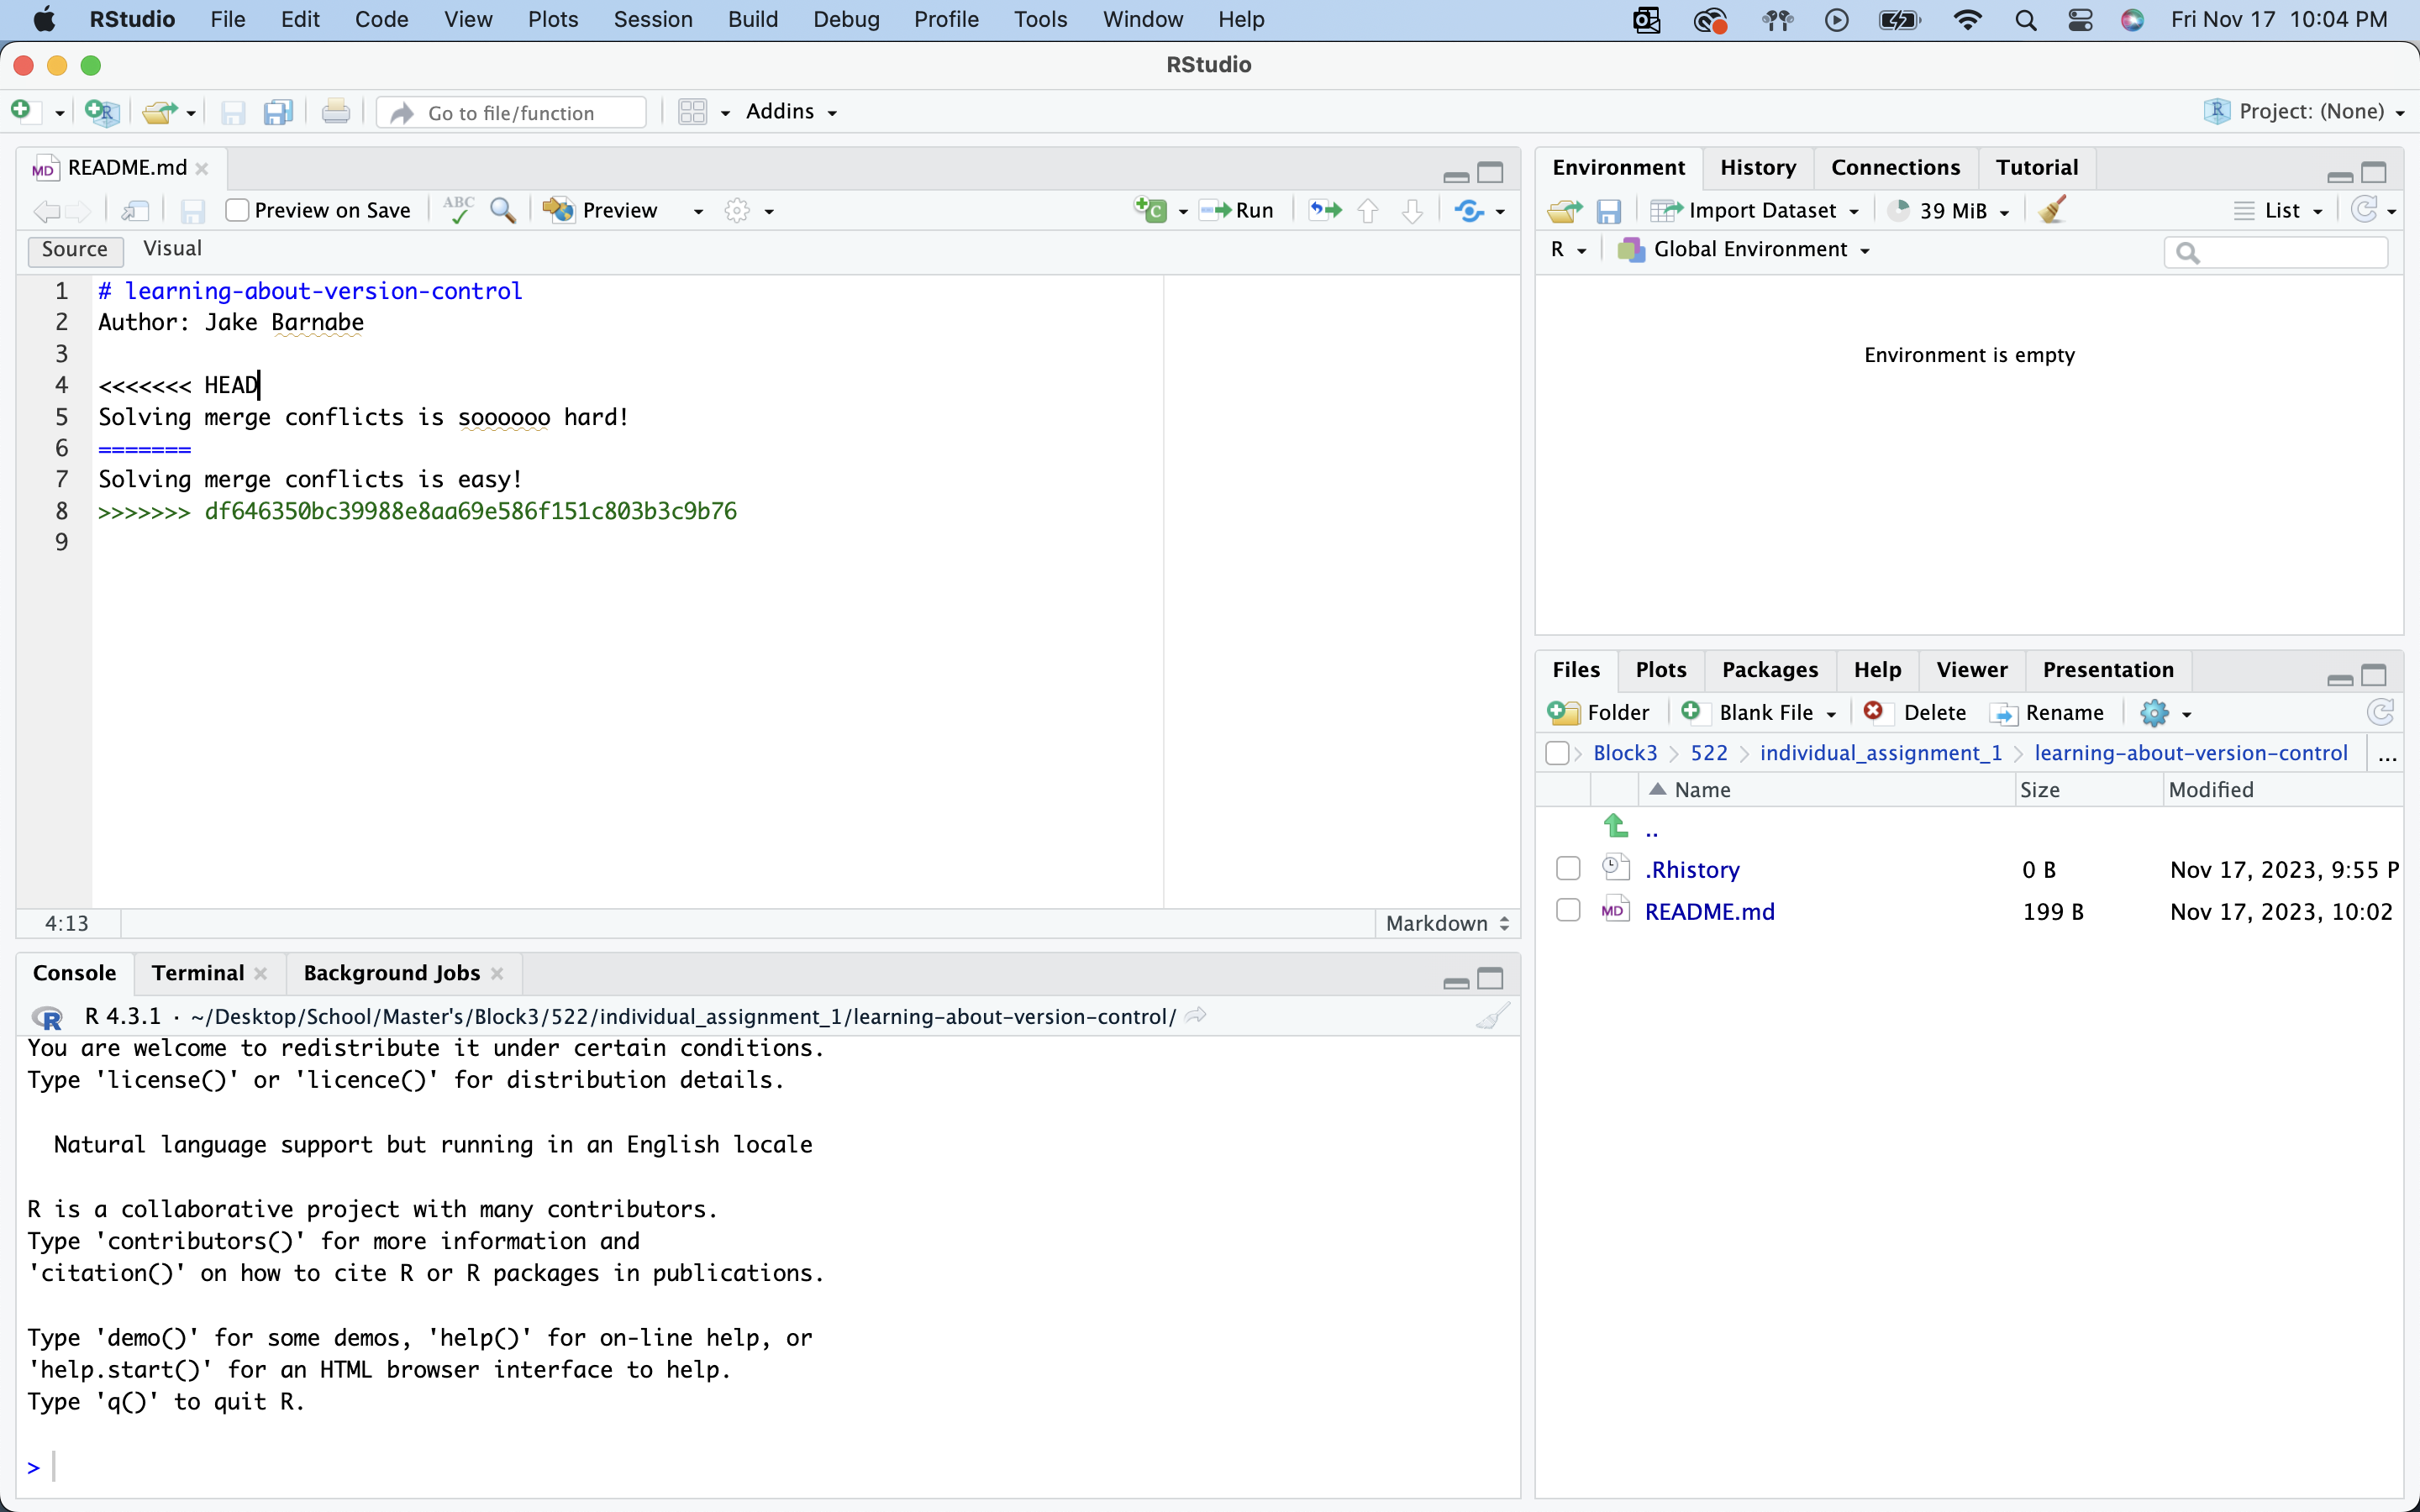 RStudio File Edit Code View Plots Session Build Debug Profile Tools Window Help Fri Nov 17 10:04 PM
RStudio
Go to file/function Addins Project: (None)
README.md
Preview on Save ABC Preview Run
Source Visual
1 # learning-about-version-control
2 Author: Jake Barnabe
3
4 <<<<<<< HEAD
5 Solving merge conflicts is soooooo hard!
6 =======
7 Solving merge conflicts is easy!
8 >>>>>>> df646350bc39988e8aa69e586f151c803b3c9b76
9
4:13 Markdown
Console Terminal Background Jobs
R 4.3.1 · ~/Desktop/School/Master's/Block3/522/individual_assignment_1/learning-about-version-control/
You are welcome to redistribute it under certain conditions.
Type 'license()' or 'licence()' for distribution details.
Natural language support but running in an English locale
R is a collaborative project with many contributors.
Type 'contributors()' for more information and
'citation()' on how to cite R or R packages in publications.
Type 'demo()' for some demos, 'help()' for on-line help, or
'help.start()' for an HTML browser interface to help.
Type 'q()' to quit R.
>
Environment History Connections Tutorial
Import Dataset 39 MiB List
R Global Environment
Environment is empty
Files Plots Packages Help Viewer Presentation
Folder Blank File Delete Rename
Block3 522 individual_assignment_1 learning-about-version-control ...
Name Size Modified
..
.Rhistory 0 B Nov 17, 2023, 9:55 P
MD README.md 199 B Nov 17, 2023, 10:02